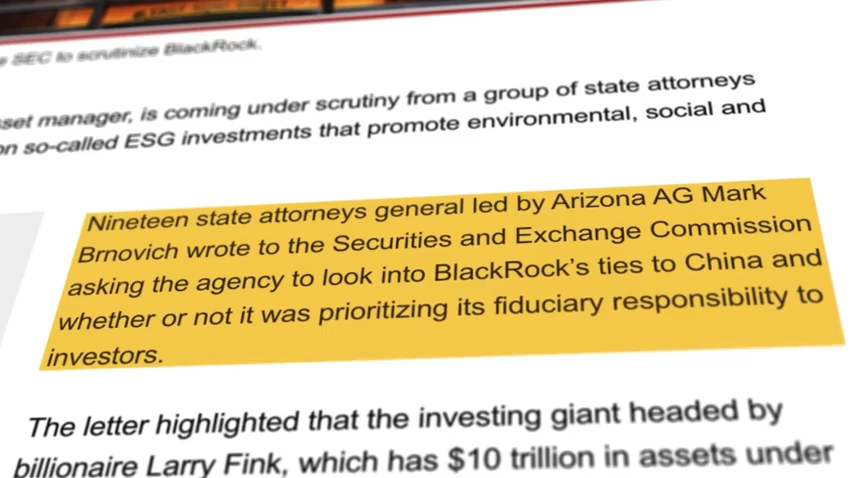 SEC to scrutinize BlackRock.
sset manager, is coming under scrutiny from a group of state attorneys
on so-called ESG investments that promote environmental, social and
Nineteen state attorneys general led by Arizona AG Mark
Brnovich wrote to the Securities and Exchange Commission
asking the agency to look into BlackRock's ties to China and
whether or not it was prioritizing its fiduciary responsibility to
investors.
The letter highlighted that the investing giant headed by
billionaire Larry Fink, which has $10 trillion in assets under